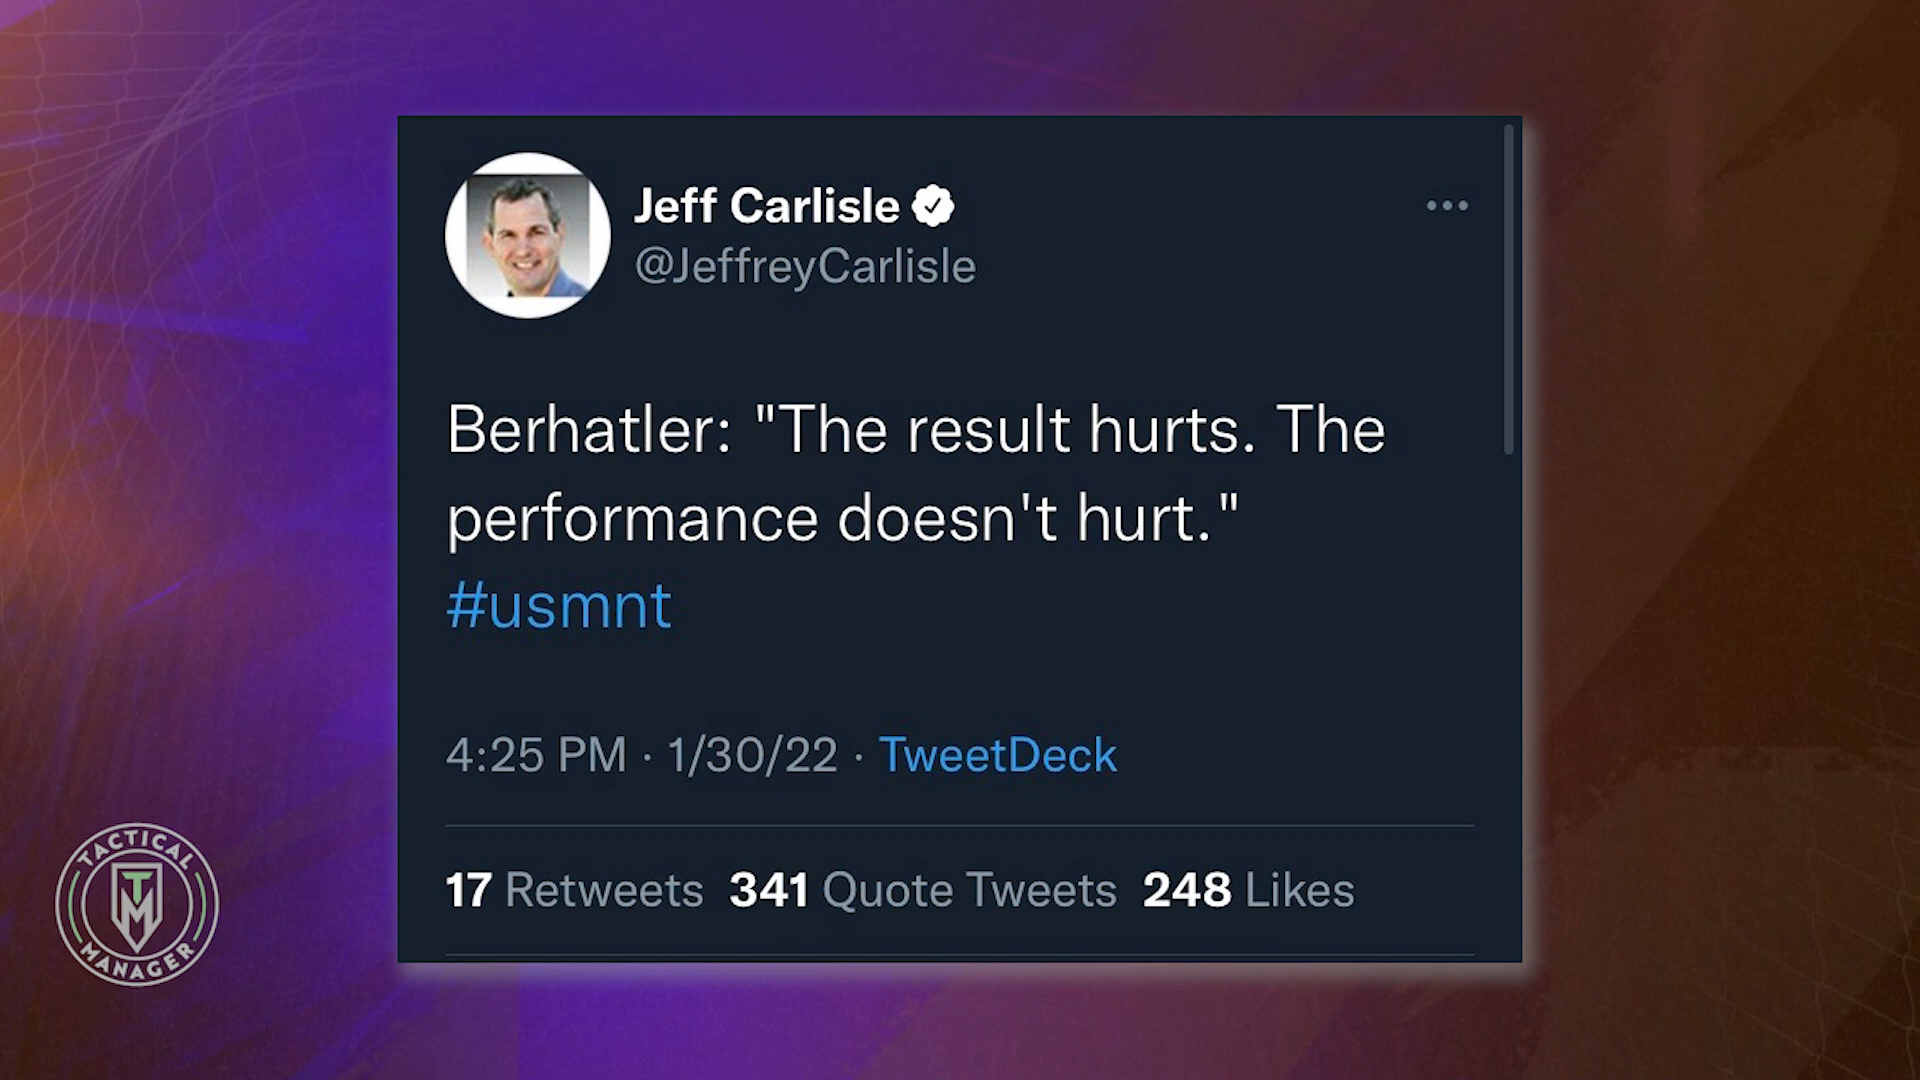 Jeff Carlisle
@JeffreyCarlisle
Berhatler: "The result hurts. The
performance doesn't hurt."
#usmnt
4:25 PM · 1/30/22 · TweetDeck
17 Retweets 341 Quote Tweets 248 Likes
TACTICAL
TM
MANAGER